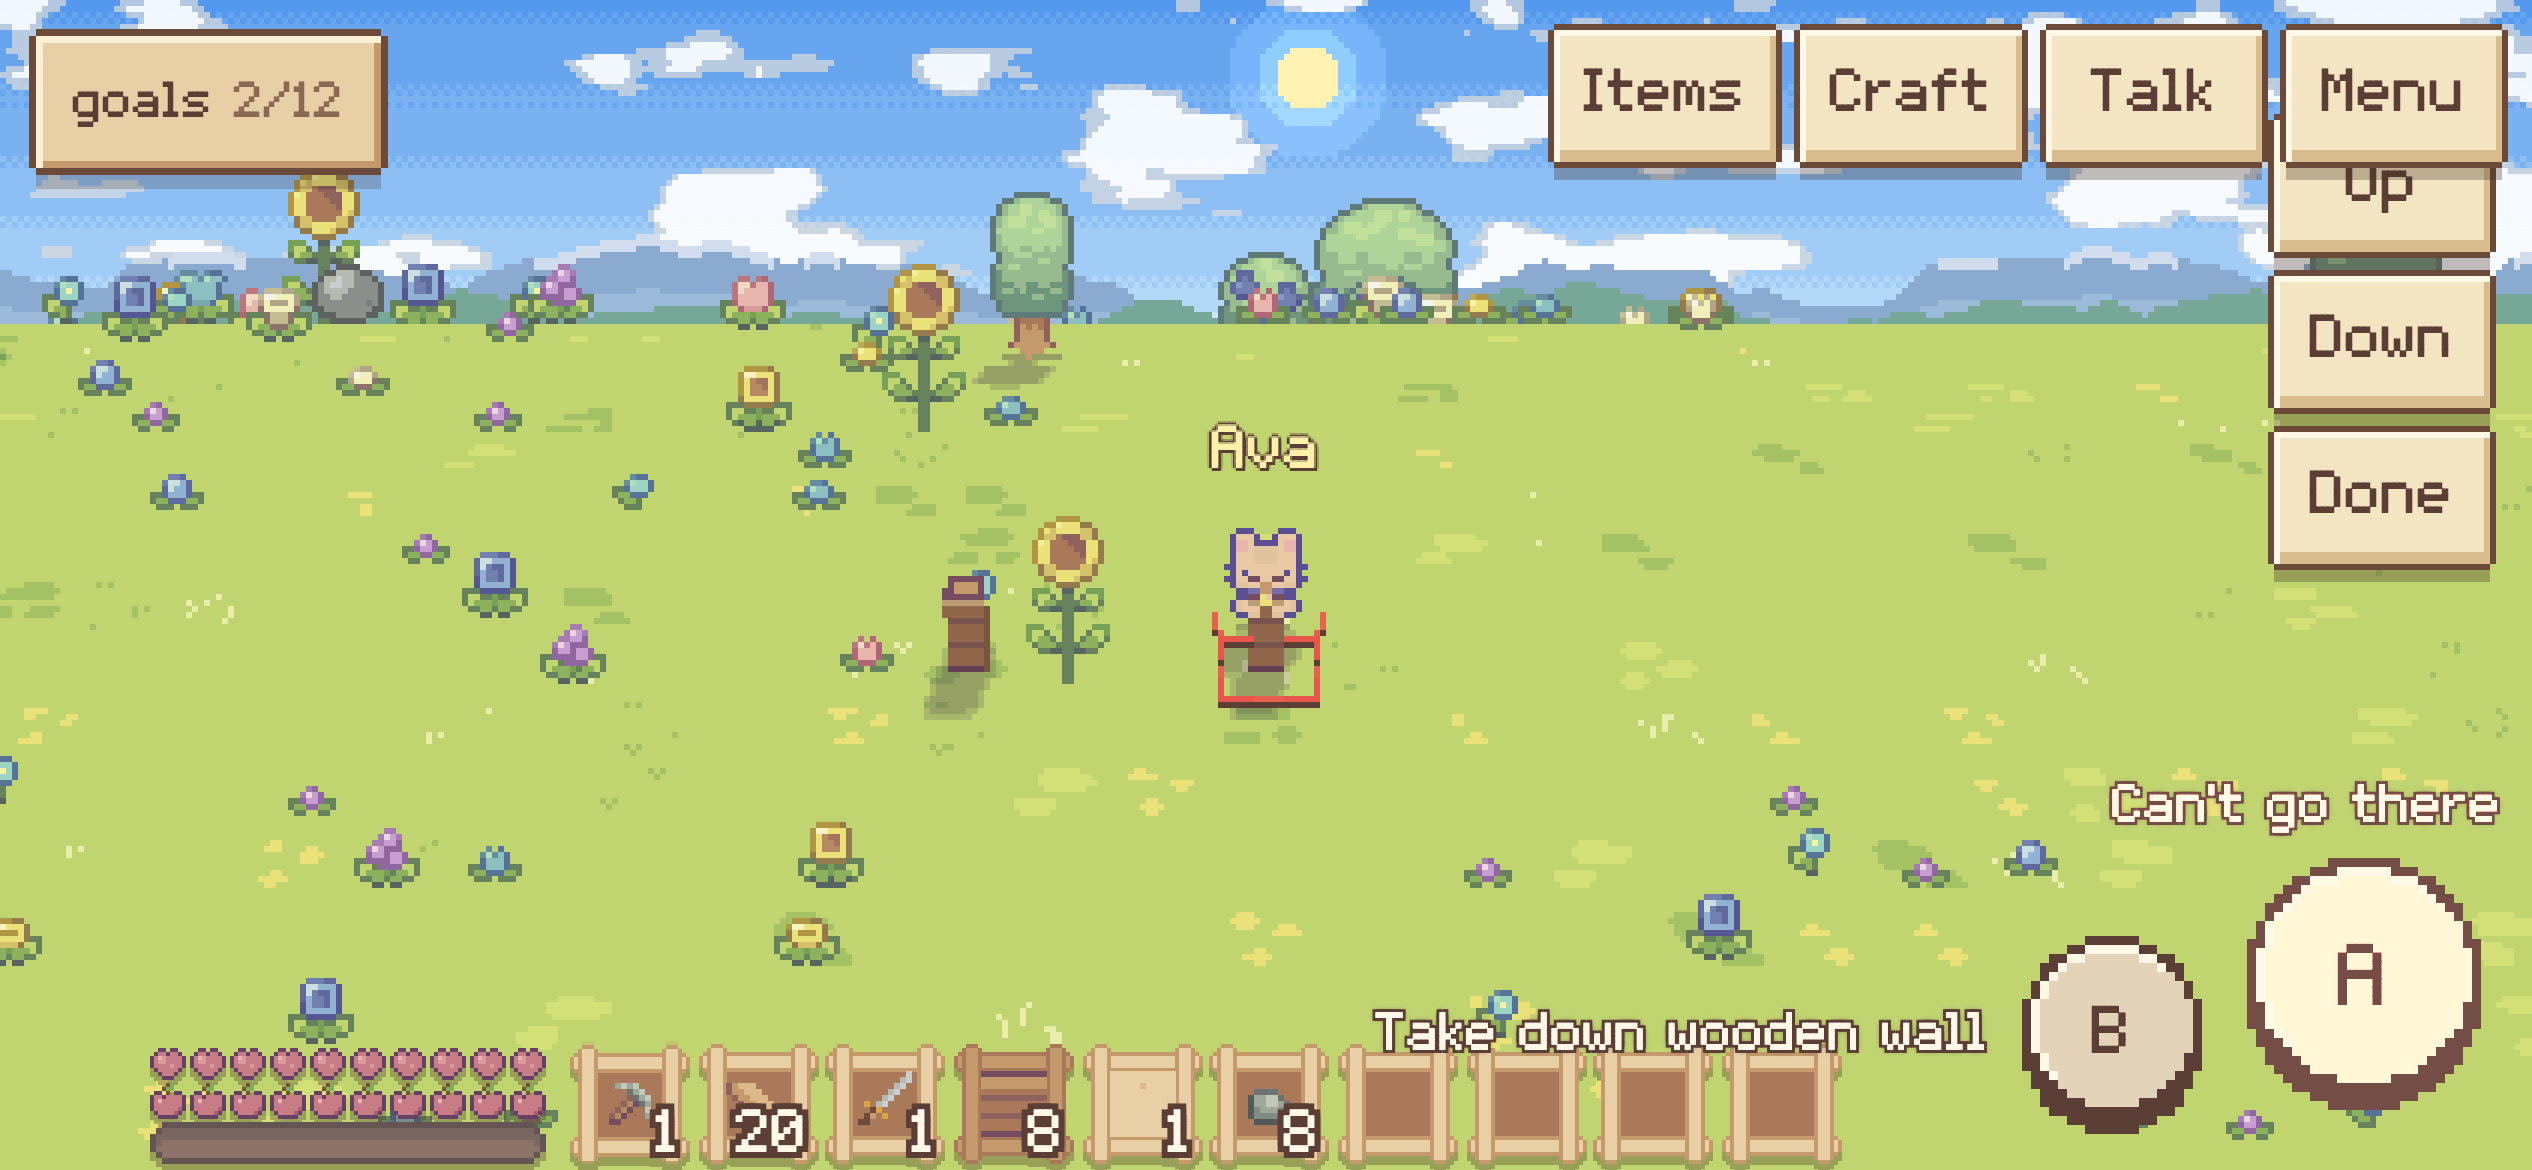 goals 2/12
Items
Craft
Talk
Menu
Up
Down
Done
Ava
Can't go there
A
B
Take down wooden wall
1
20
1
8
1
8